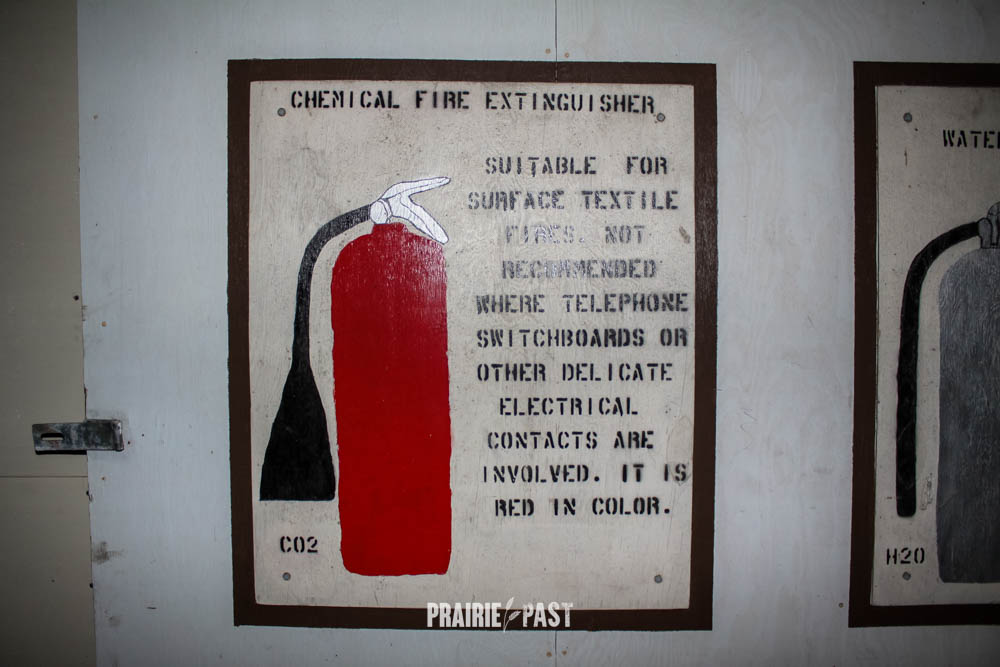 CHEMICAL FIRE EXTINGUISHER
SUITABLE FOR
SURFACE TEXTILE
FIRES. NOT
RECOMMENDED
WHERE TELEPHONE
SWITCHBOARDS OR
OTHER DELICATE
ELECTRICAL
CONTACTS ARE
INVOLVED. IT IS
RED IN COLOR.
CO2
WATE
H2O
PRAIRIE PAST